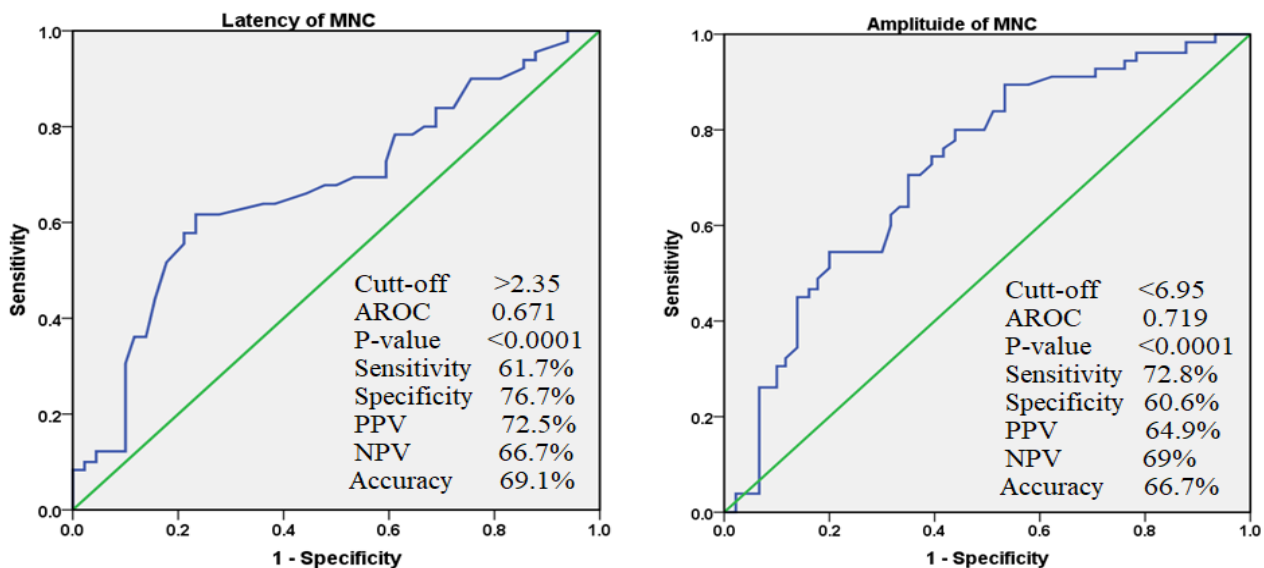 Latency of MNC
1.0
0.8
0.6
0.4
0.2
0.0
Sensitivity
Cutt-off >2.35
AROC 0.671
P-value <0.0001
Sensitivity 61.7%
Specificity 76.7%
PPV 72.5%
NPV 66.7%
Accuracy 69.1%
0.0 0.2 0.4 0.6 0.8 1.0
1 - Specificity
Amplituide of MNC
1.0
0.8
0.6
0.4
0.2
0.0
Sensitivity
Cutt-off <6.95
AROC 0.719
P-value <0.0001
Sensitivity 72.8%
Specificity 60.6%
PPV 64.9%
NPV 69%
Accuracy 66.7%
0.0 0.2 0.4 0.6 0.8 1.0
1 - Specificity